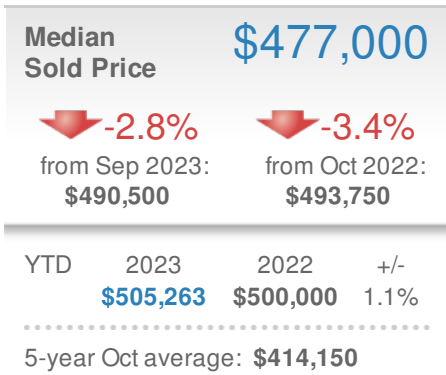 Median $477,000
Sold Price
-2.8% -3.4%
from Sep 2023: from Oct 2022:
$490,500 $493,750
YTD 2023 2022 +/-
$505,263 $500,000 1.1%
5-year Oct average: $414,150